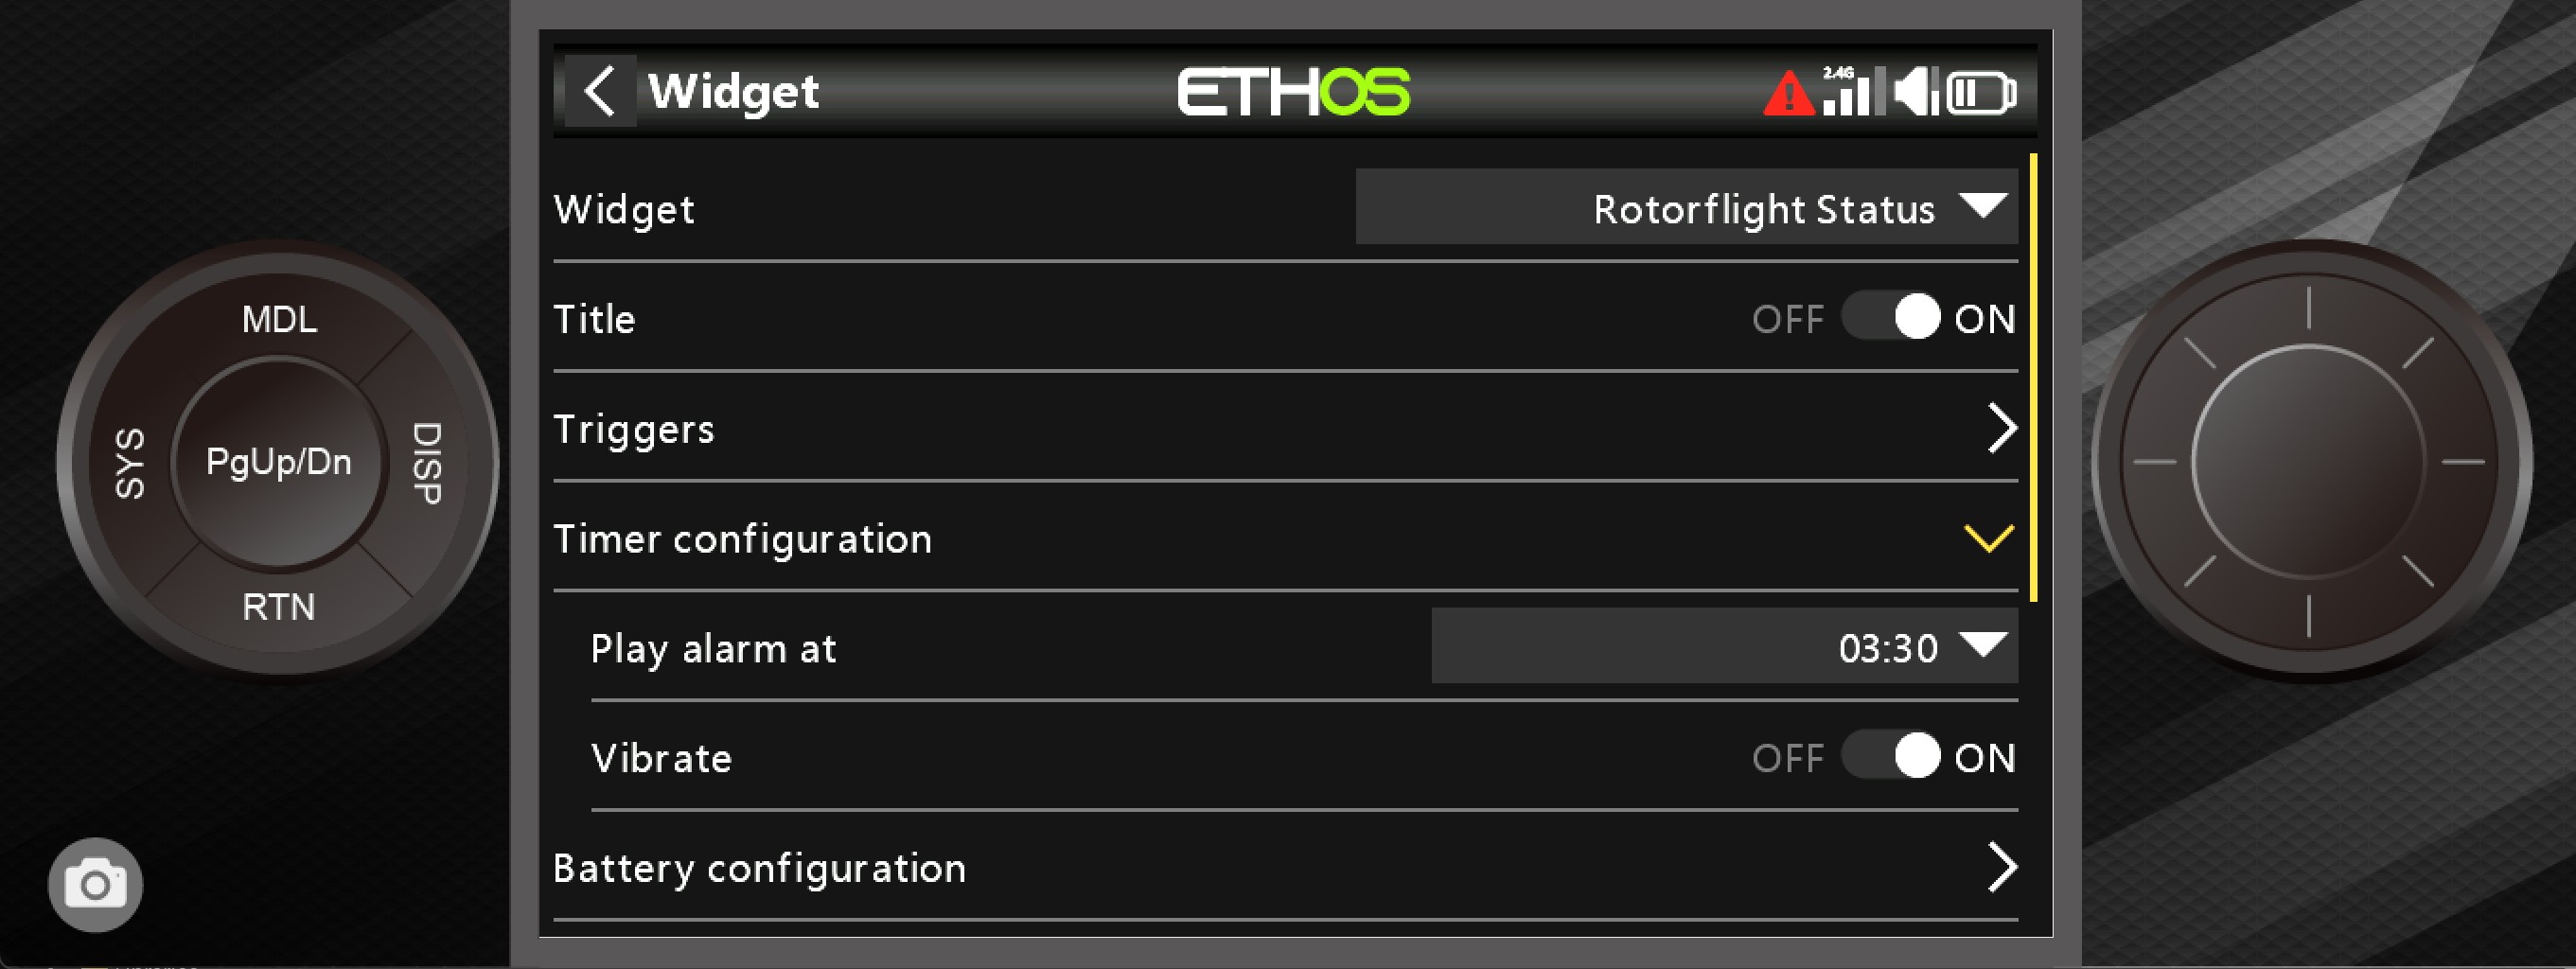 Widget
ETHOS
2.4G
Widget
Rotorflight Status
Title
OFF ON
Triggers
Timer configuration
Play alarm at
03:30
Vibrate
OFF ON
Battery configuration
MDL
SYS
PgUp/Dn
DISP
RTN